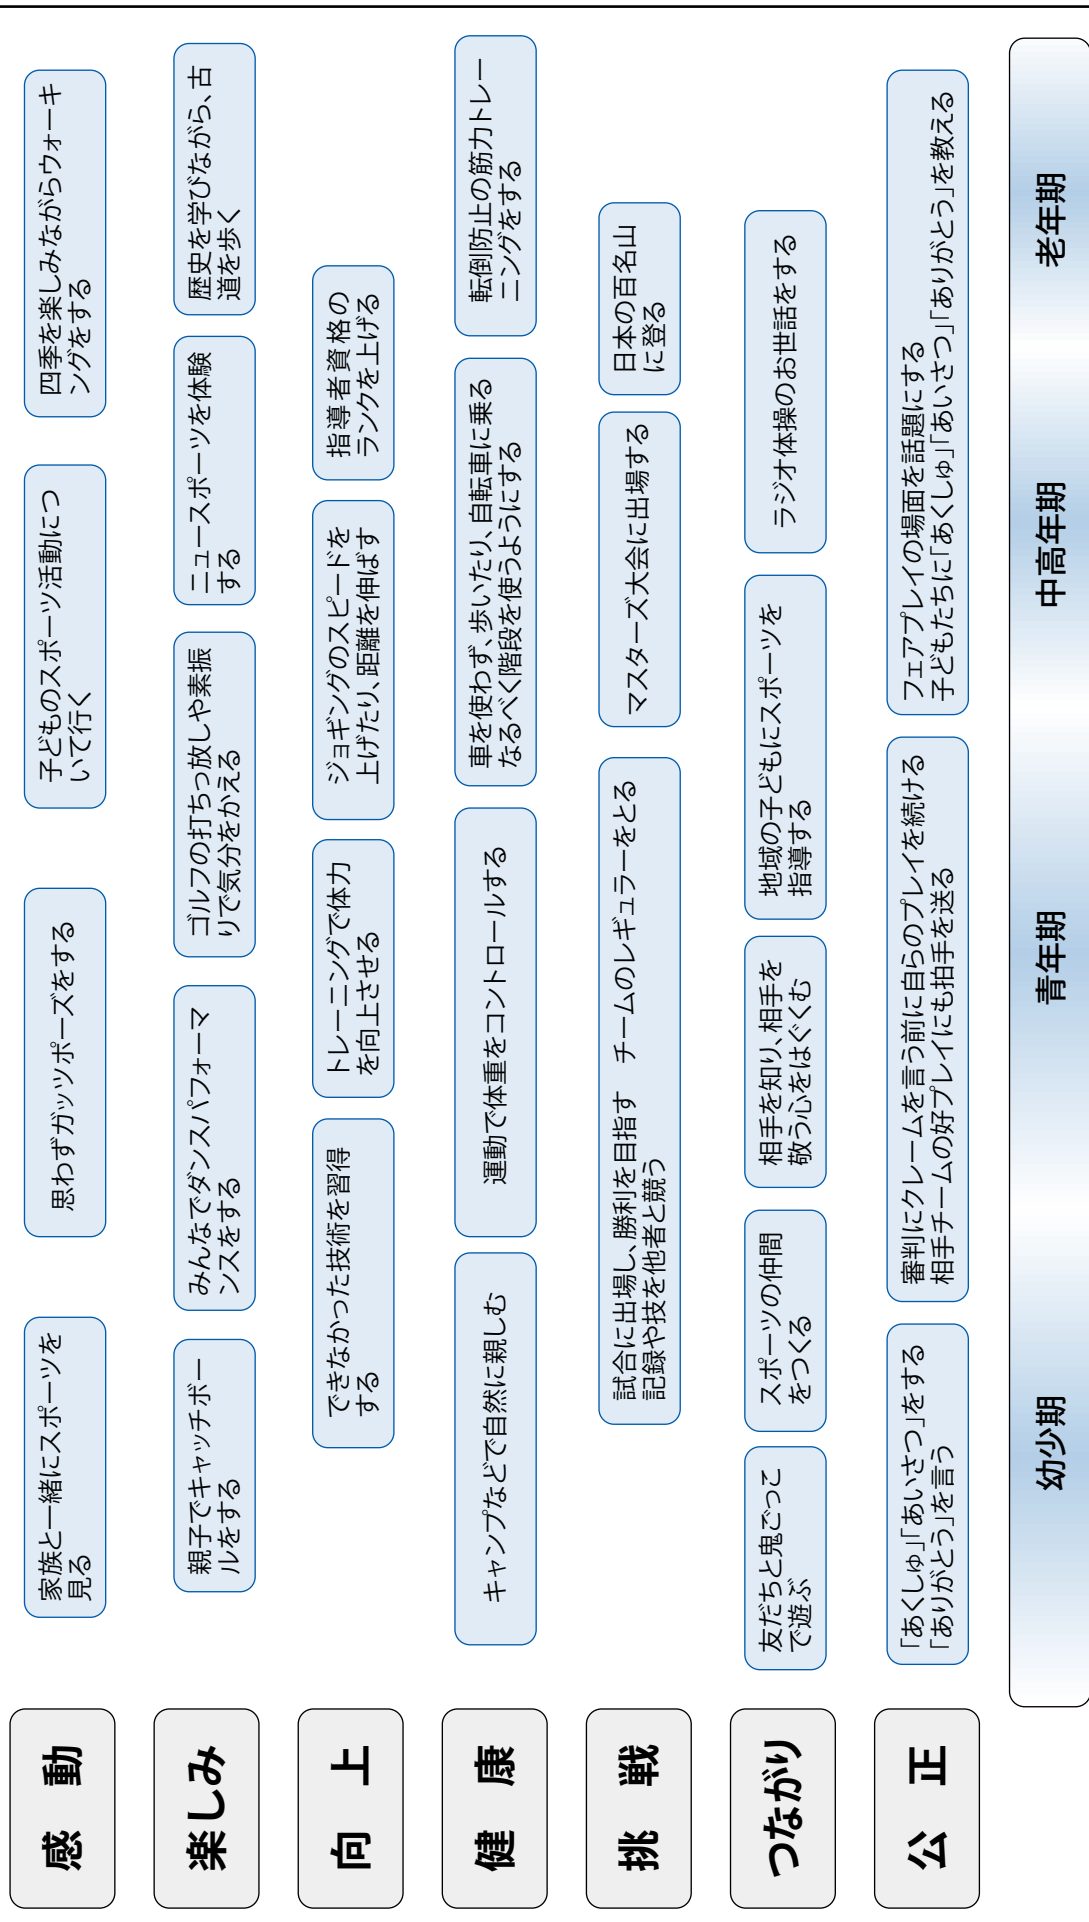 感動
家族と一緒にスポーツを
見る
思わずガッツポーズをする
子どものスポーツ活動につ
いて行く
四季を楽しみながらウォーキ
ングをする
楽しみ
親子でキャッチボー
ルをする
みんなでダンスパフォーマ
ンスをする
ゴルフの打ちっ放しや素振
りで気分をかえる
ニュースポーツを体験
する
歴史を学びながら、古
道を歩く
向上
できなかった技術を習得
する
トレーニングで体力
を向上させる
ジョギングのスピードを
上げたり、距離を伸ばす
指導者資格の
ランクを上げる
健康
キャンプなどで自然に親しむ
運動で体重をコントロールする
車を使わず、歩いたり、自転車に乗る
なるべく階段を使うようにする
転倒防止の筋力トレー
ニングをする
挑戦
試合に出場し、勝利を目指す　チームのレギュラーをとる
記録や技を他者と競う
マスターズ大会に出場する
日本の百名山
に登る
つながり
友だちと鬼ごっこ
で遊ぶ
スポーツの仲間
をつくる
相手を知り、相手を
敬う心をはぐくむ
地域の子どもにスポーツを
指導する
ラジオ体操のお世話をする
公正
「あくしゅ」「あいさつ」をする
「ありがとう」を言う
審判にクレームを言う前に自らのプレイを続ける
相手チームの好プレイにも拍手を送る
フェアプレイの場面を話題にする
子どもたちに「あくしゅ」「あいさつ」「ありがとう」を教える
幼少期
青年期
中高年期
老年期